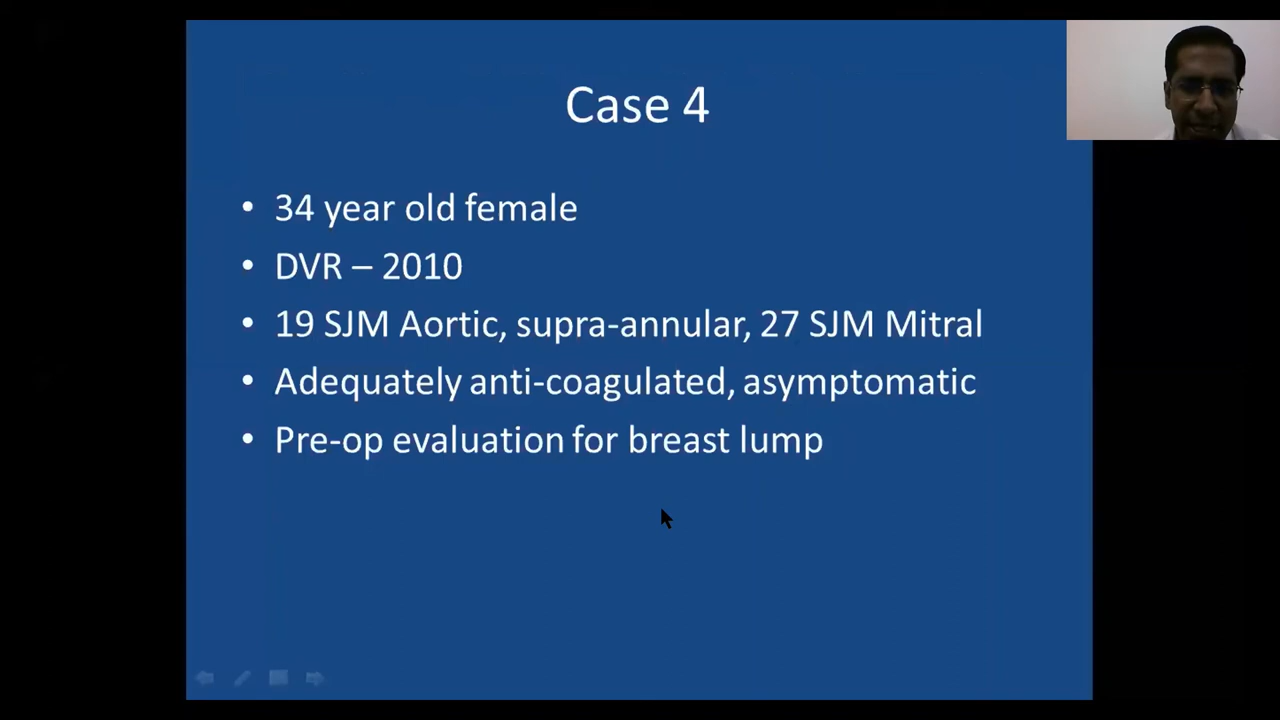 Case 4
• 34 year old female
• DVR – 2010
• 19 SJM Aortic, supra-annular, 27 SJM Mitral
• Adequately anti-coagulated, asymptomatic
• Pre-op evaluation for breast lump